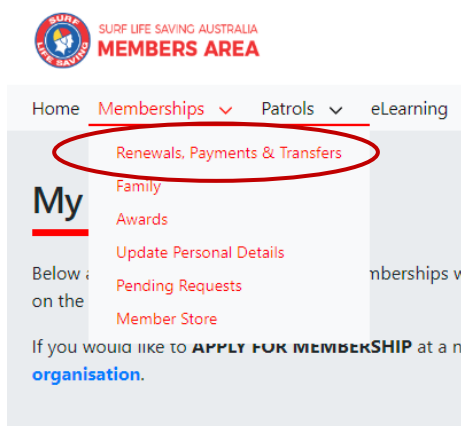 SURF
LIFE SAVING
SURF LIFE SAVING AUSTRALIA
MEMBERS AREA
Home Memberships Patrols eLearning
Renewals, Payments & Transfers
Family
Awards
Update Personal Details
Pending Requests
Member Store
My
Below
mberships
on the
If you would like to APPLY FOR MEMBERSHIP at a
organisation.